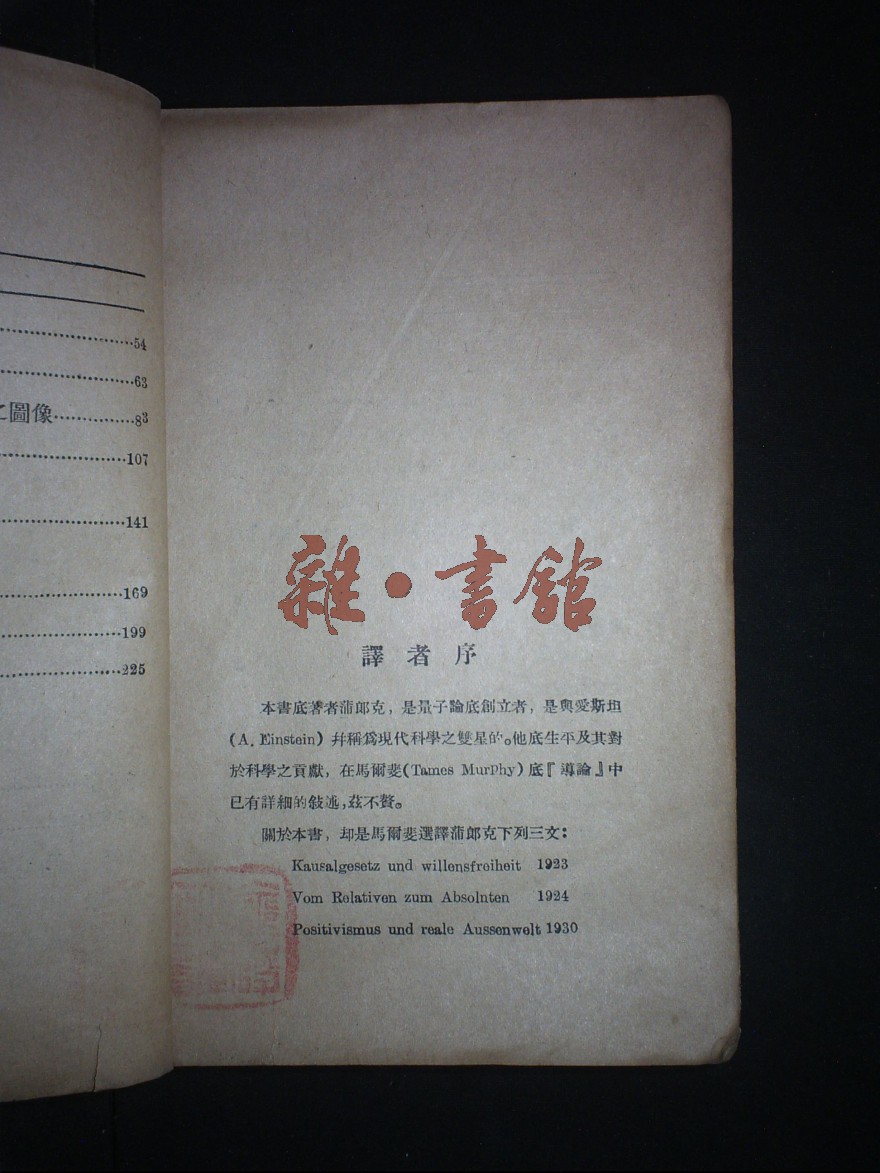 54
63
之圖像 83
107
141
169
199
225
雜·書館
譯者序
本書底著者蒲郎克，是量子論底創立者，是與愛斯坦
(A. Einstein) 幷稱爲現代科學之雙星的。他底生平及其對
於科學之貢獻，在馬爾斐(Tames Murphy)底『導論』中
已有詳細的敍述，茲不贅。
關於本書，却是馬爾斐選譯蒲郎克下列三文：
Kausalgesetz und willensfreiheit 1923
Vom Relativen zum Absolnten 1924
Positivismus und reale Aussenwelt 1930